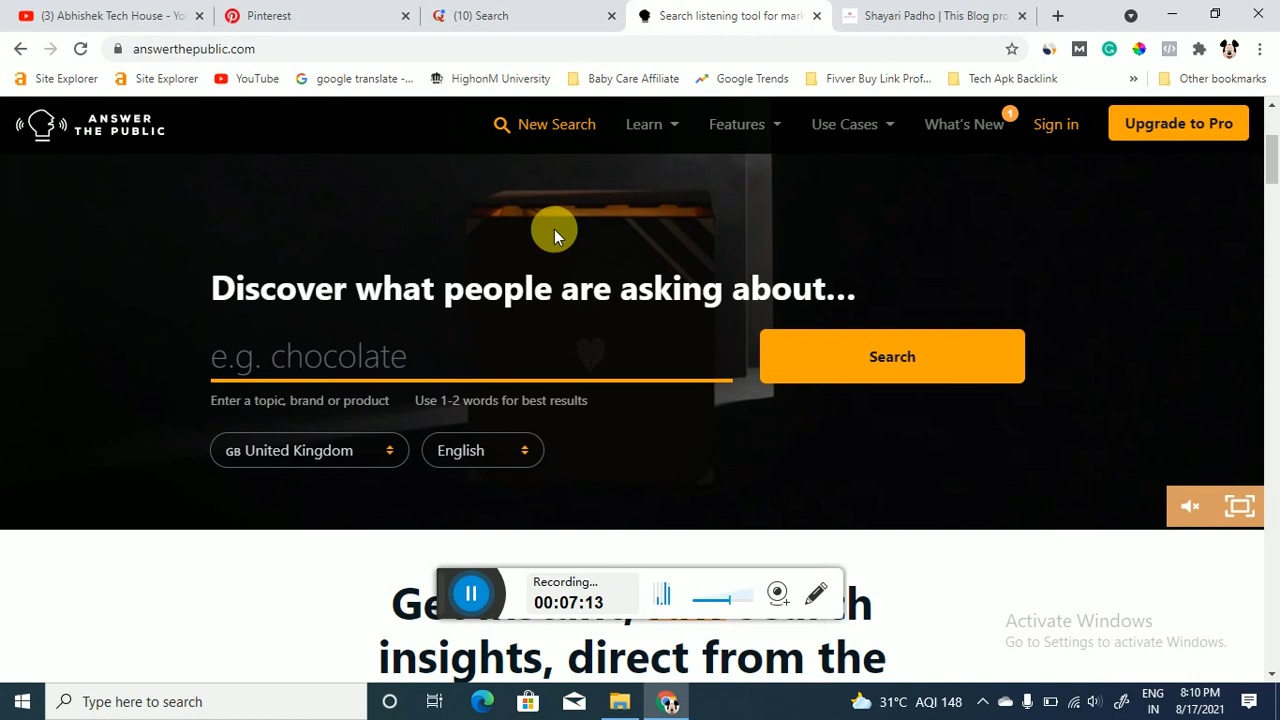 (3) Abhishek Tech House - Yo
Pinterest
(10) Search
Search listening tool for mark
Shayari Padho | This Blog pro
answerthepublic.com
Site Explorer
Site Explorer
YouTube
google translate -...
HighonM University
Baby Care Affiliate
Google Trends
Fivver Buy Link Prof...
Tech Apk Backlink
»
Other bookmarks
ANSWER
THE PUBLIC
New Search
Learn
Features
Use Cases
What's New
1
Sign in
Upgrade to Pro
Discover what people are asking about...
e.g. chocolate
Search
Enter a topic, brand or product
Use 1-2 words for best results
GB United Kingdom
English
Recording...
00:07:13
insights, direct from the
Activate Windows
Go to Settings to activate Windows.
Type here to search
31°C AQI 148
ENG
IN
8:10 PM
8/17/2021